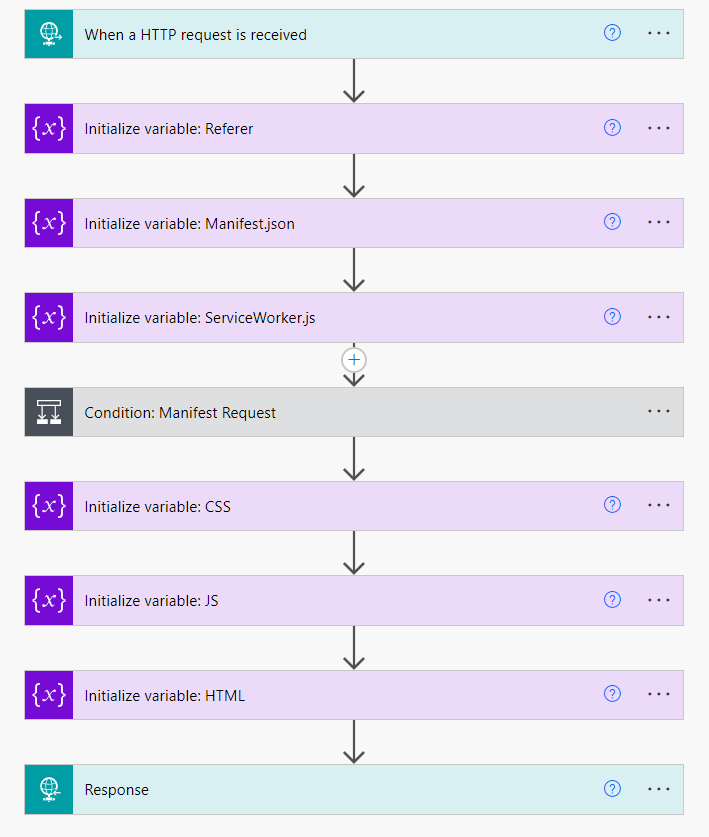 When a HTTP request is received
Initialize variable: Referer
Initialize variable: Manifest.json
Initialize variable: ServiceWorker.js
Condition: Manifest Request
Initialize variable: CSS
Initialize variable: JS
Initialize variable: HTML
Response